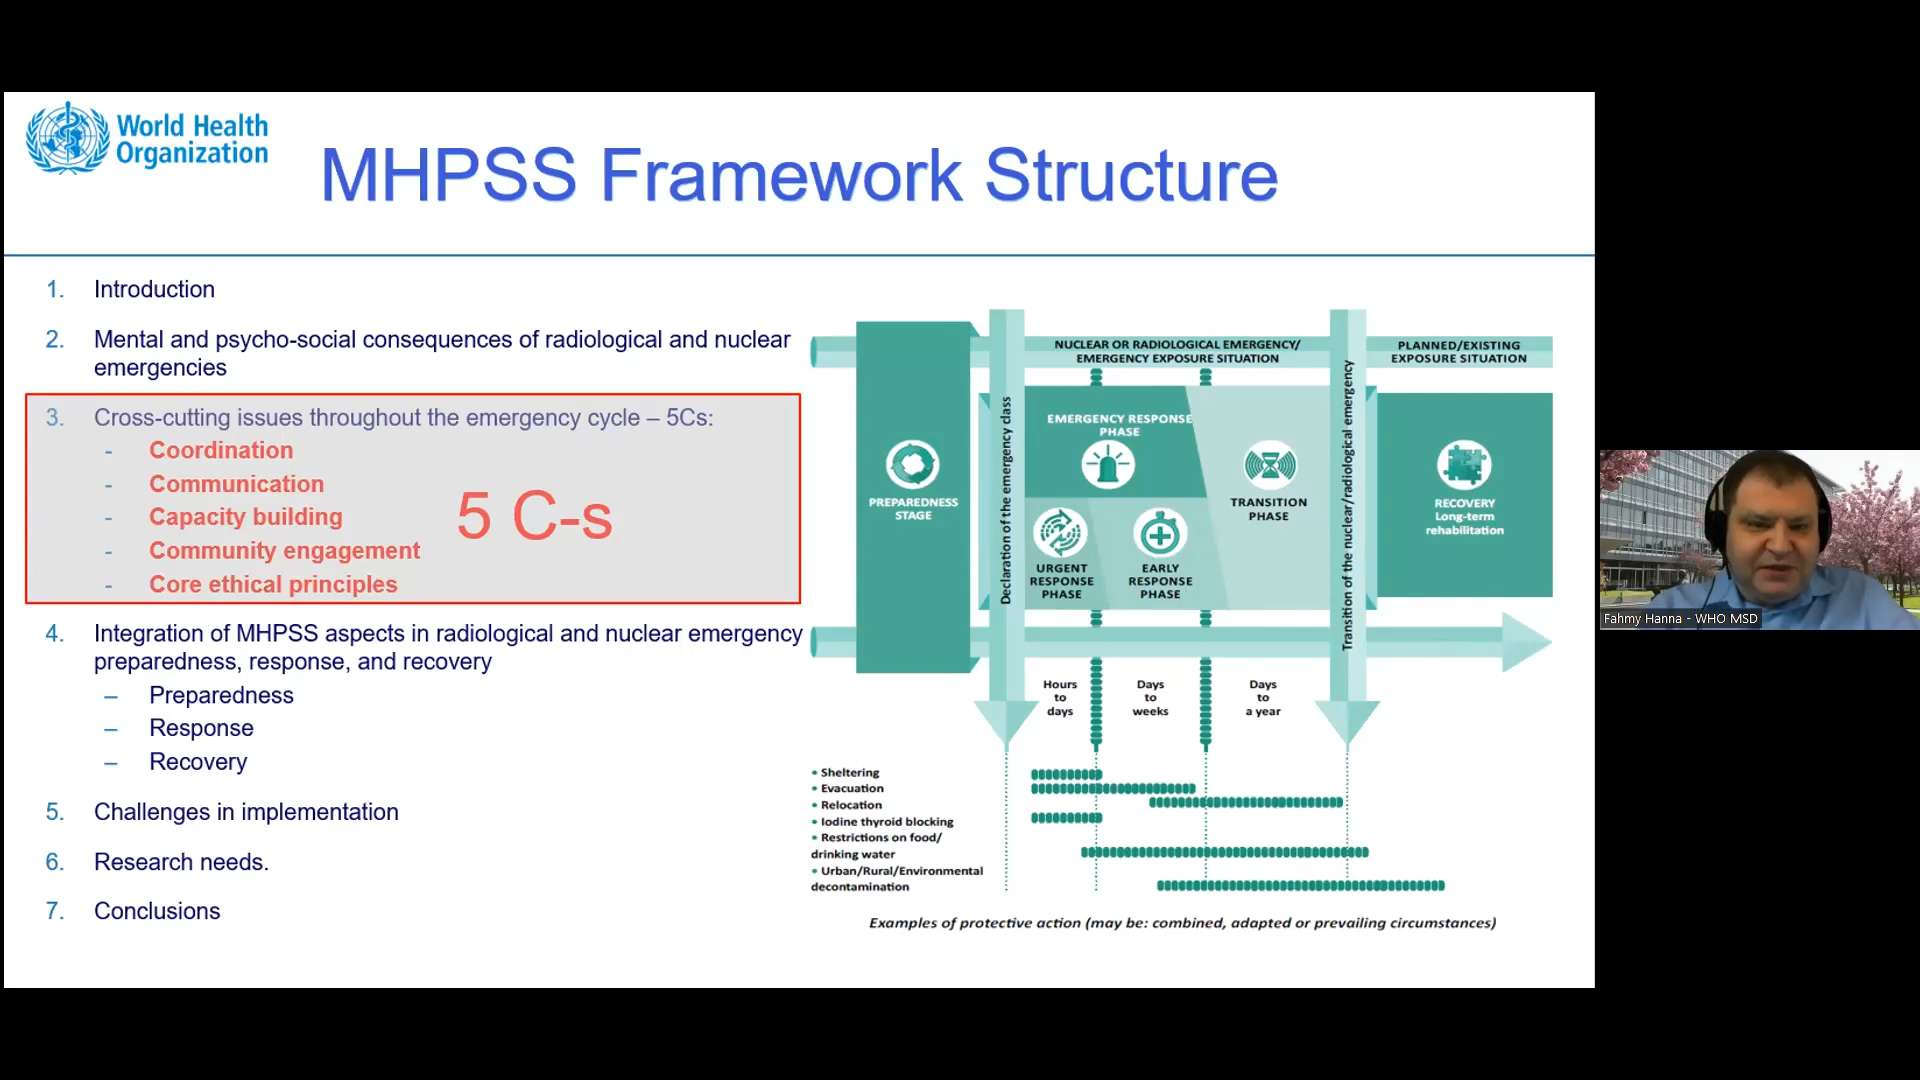 World Health
Organization
MHPSS Framework Structure
1. Introduction
2. Mental and psycho-social consequences of radiological and nuclear
emergencies
3. Cross-cutting issues throughout the emergency cycle – 5Cs:
- Coordination
- Communication
- Capacity building
- Community engagement
- Core ethical principles
5 C-s
4. Integration of MHPSS aspects in radiological and nuclear emergency
preparedness, response, and recovery
– Preparedness
– Response
– Recovery
5. Challenges in implementation
6. Research needs.
7. Conclusions
NUCLEAR OR RADIOLOGICAL EMERGENCY/
EMERGENCY EXPOSURE SITUATION
PLANNED/EXISTING
EXPOSURE SITUATION
PREPAREDNESS
STAGE
Declaration of the emergency class
EMERGENCY RESPONSE
PHASE
URGENT
RESPONSE
PHASE
EARLY
RESPONSE
PHASE
TRANSITION
PHASE
Transition of the nuclear/radiological emergency
RECOVERY
Long-term
rehabilitation
Hours
to
days
Days
to
weeks
Days
to
a year
• Sheltering
• Evacuation
• Relocation
• Iodine thyroid blocking
• Restrictions on food/
drinking water
• Urban/Rural/Environmental
decontamination
Examples of protective action (may be: combined, adapted or prevailing circumstances)
Fahmy Hanna - WHO MSD